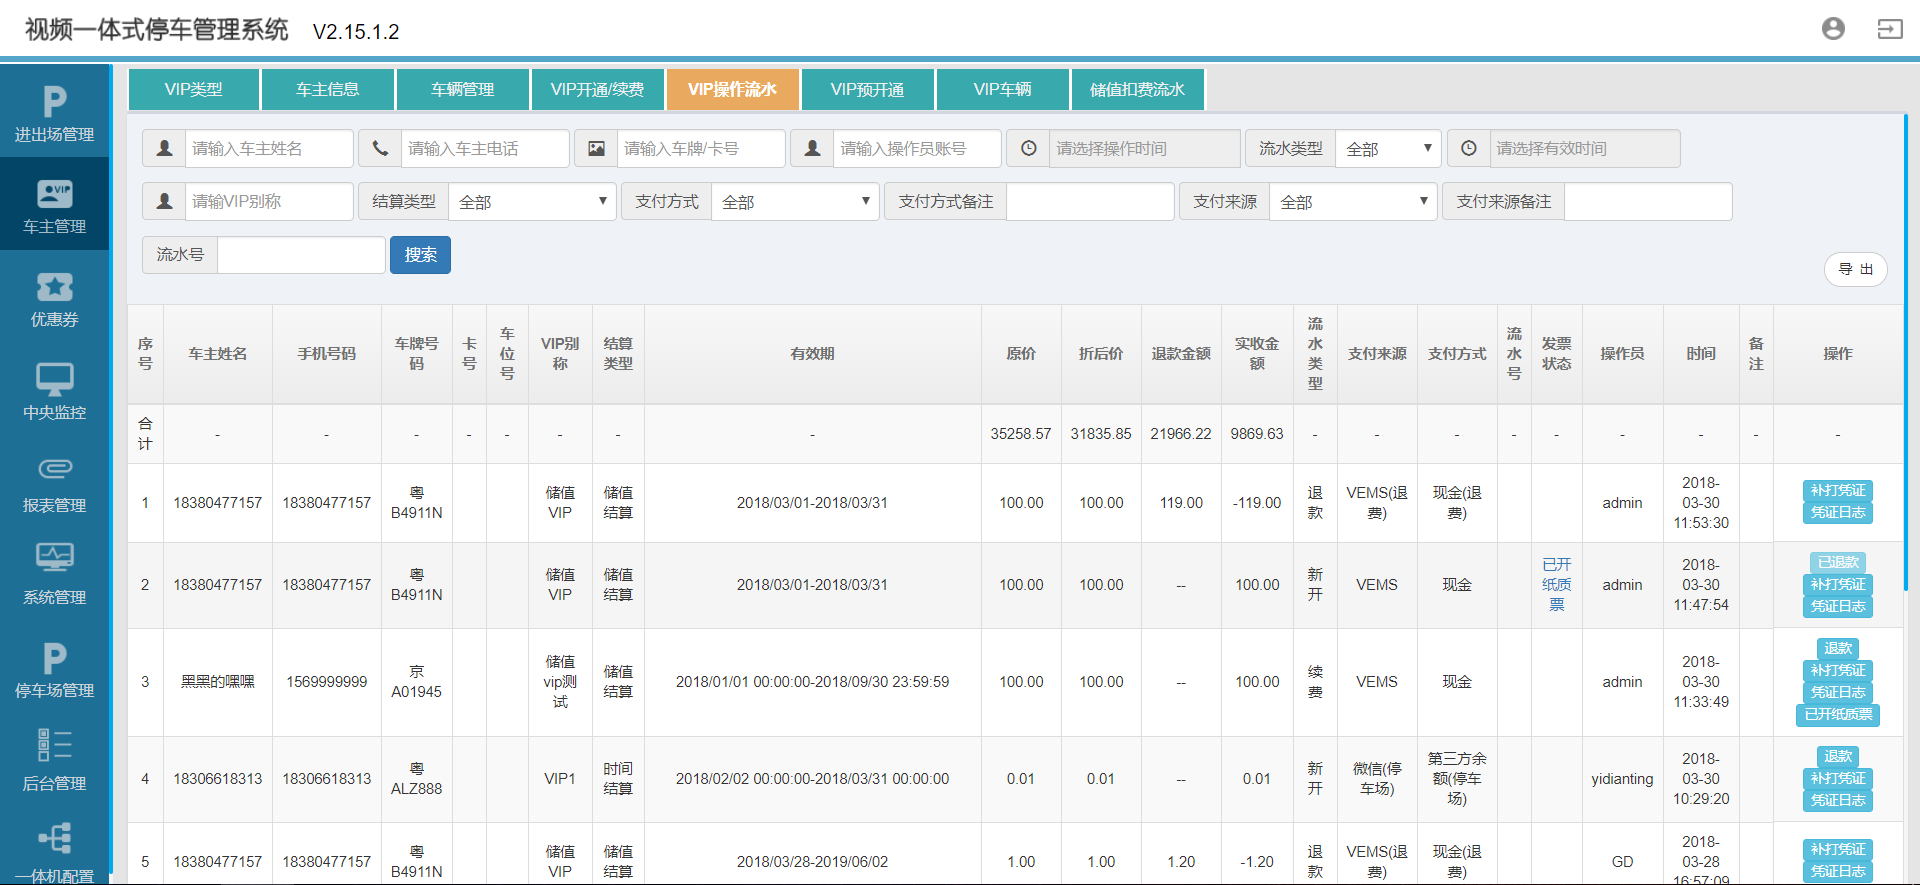 视频一体式停车管理系统 V2.15.1.2
进出场管理
车主管理
优惠券
中央监控
报表管理
系统管理
停车场管理
后台管理
一体机配置
VIP类型 车主信息 车辆管理 VIP开通/续费 VIP操作流水 VIP预开通 VIP车辆 储值扣费流水
请输入车主姓名 请输入车主电话 请输入车牌/卡号 请输入操作员账号 请选择操作时间 流水类型 全部 请选择有效时间
请输VIP别称 结算类型 全部 支付方式 全部 支付方式备注 支付来源 全部 支付来源备注
流水号 搜索
导 出
序号 车主姓名 手机号码 车牌号码 卡号 车位号 VIP别称 结算类型 有效期 原价 折后价 退款金额 实收金额 流水类型 支付来源 支付方式 流水号 发票状态 操作员 时间 备注 操作
合计 - - - - - - - - 35258.57 31835.85 21966.22 9869.63 - - - - - - - - -
1 18380477157 18380477157 粤B4911N 储值VIP 储值结算 2018/03/01-2018/03/31 100.00 100.00 119.00 -119.00 退款 VEMS(退费) 现金(退费) admin 2018-03-30 11:53:30 补打凭证 凭证日志
2 18380477157 18380477157 粤B4911N 储值VIP 储值结算 2018/03/01-2018/03/31 100.00 100.00 -- 100.00 新开 VEMS 现金 已开纸质票 admin 2018-03-30 11:47:54 已退款 补打凭证 凭证日志
3 黑黑的嘿嘿 1569999999 京A01945 储值vip测试 储值结算 2018/01/01 00:00:00-2018/09/30 23:59:59 100.00 100.00 -- 100.00 续费 VEMS 现金 admin 2018-03-30 11:33:49 退款 补打凭证 凭证日志 已开纸质票
4 18306618313 18306618313 粤ALZ888 VIP1 时间结算 2018/02/02 00:00:00-2018/03/31 00:00:00 0.01 0.01 -- 0.01 新开 微信(停车场) 第三方余额(停车场) yidianting 2018-03-30 10:29:20 退款 补打凭证 凭证日志
5 18380477157 18380477157 粤B4911N 储值VIP 储值结算 2018/03/28-2019/06/02 1.00 1.00 1.20 -1.20 退款 VEMS(退费) 现金(退费) GD 2018-03-28 16:57:09 补打凭证 凭证日志